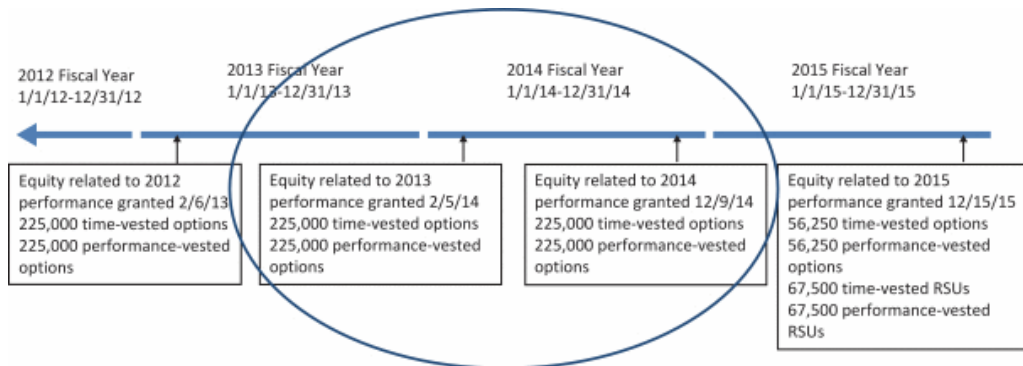 2012 Fiscal Year
1/1/12-12/31/12
2013 Fiscal Year
1/1/13-12/31/13
2014 Fiscal Year
1/1/14-12/31/14
2015 Fiscal Year
1/1/15-12/31/15
Equity related to 2012
performance granted 2/6/13
225,000 time-vested options
225,000 performance-vested
options
Equity related to 2013
performance granted 2/5/14
225,000 time-vested options
225,000 performance-vested
options
Equity related to 2014
performance granted 12/9/14
225,000 time-vested options
225,000 performance-vested
options
Equity related to 2015
performance granted 12/15/15
56,250 time-vested options
56,250 performance-vested
options
67,500 time-vested RSUs
67,500 performance-vested
RSUs